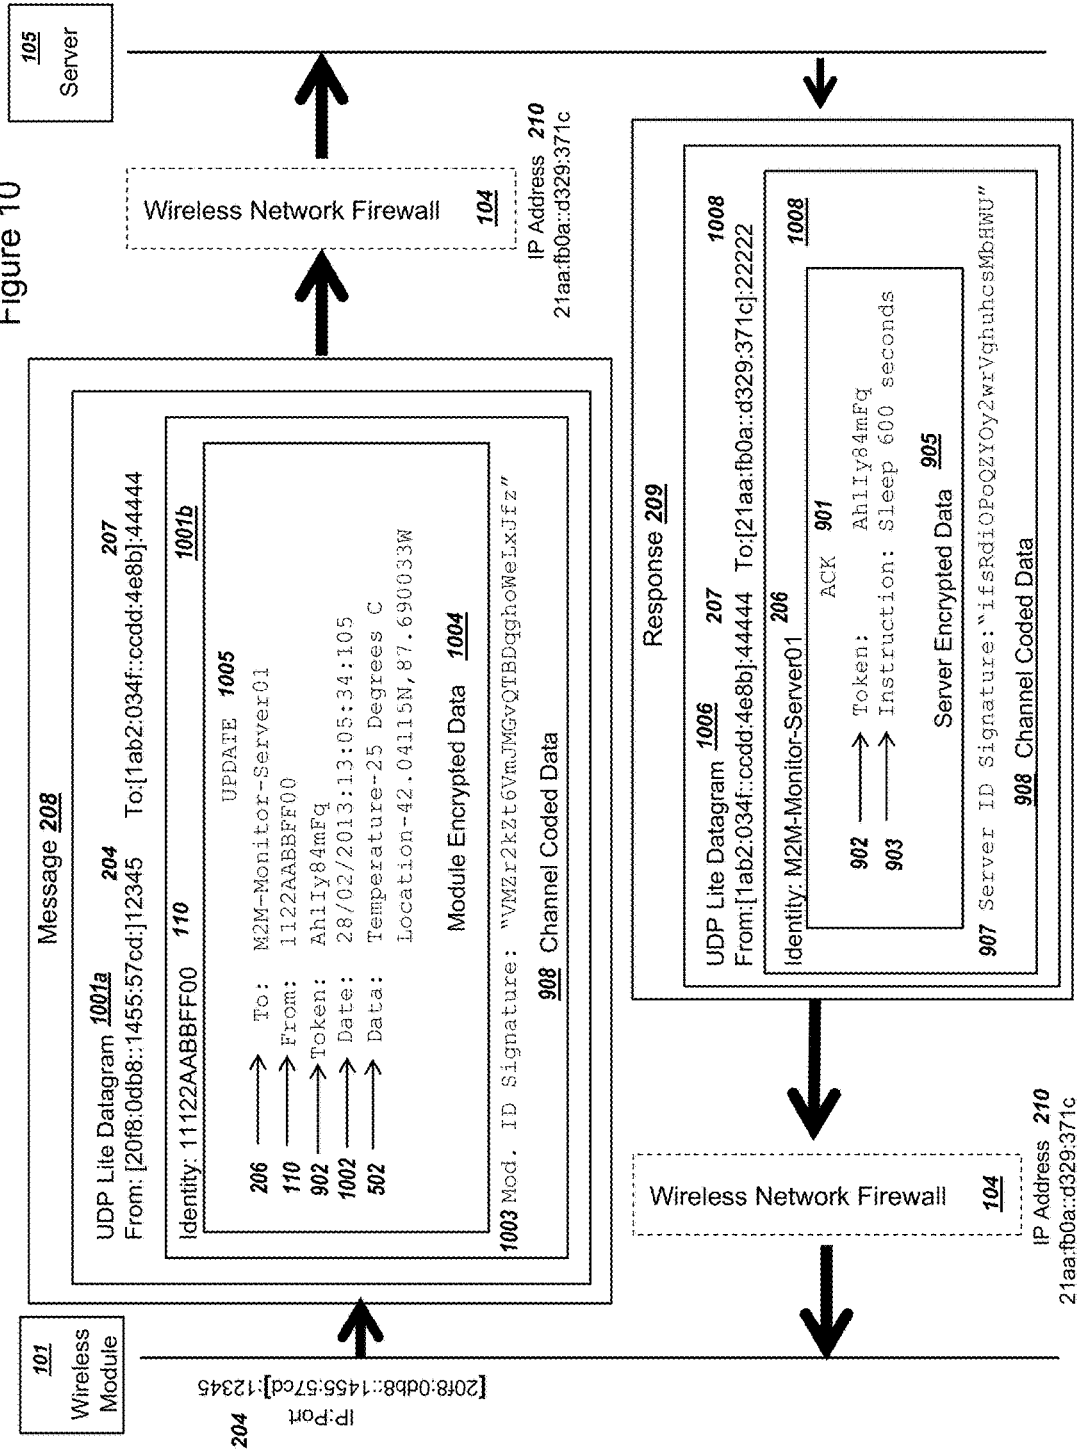 Figure 10
101
Wireless
Module
105
Server
204
IP:Port
[20f8:0db8::1455:57cd]:12345
Message 208
UDP Lite Datagram 1001a
204
207
From: [20f8:0db8::1455:57cd:]12345 To:[1ab2:034f::ccdd:4e8b]:44444
Identity: 11122AABBFF00 110
1001b
UPDATE 1005
206 To: M2M-Monitor-Server01
110 From: 1122AABBFF00
902 Token: Ah1Iy84mFq
1002 Date: 28/02/2013:13:05:34:105
502 Data: Temperature-25 Degrees C
Location-42.04115N,87.69003​3W
Module Encrypted Data 1004
1003 Mod. ID Signature: "VMZr2kZt6VmJMGvQTBDqghoWeLxJfz"
908 Channel Coded Data
Wireless Network Firewall 104
IP Address 210
21aa:fb0a::d329:371c
Response 209
UDP Lite Datagram 1006
207
1008
From:[1ab2:034f::ccdd:4e8b]:44444 To:[21aa:fb0a::d329:371c]:22222
Identity: M2M-Monitor-Server01 206
1008
ACK 901
902 Token: Ah1Iy84mFq
903 Instruction: Sleep 600 seconds
Server Encrypted Data 905
907 Server ID Signature:"ifsRdiOPoQZYOy2wrVghuhcsMbHWU"
908 Channel Coded Data
Wireless Network Firewall 104
IP Address 210
21aa:fb0a::d329:371c